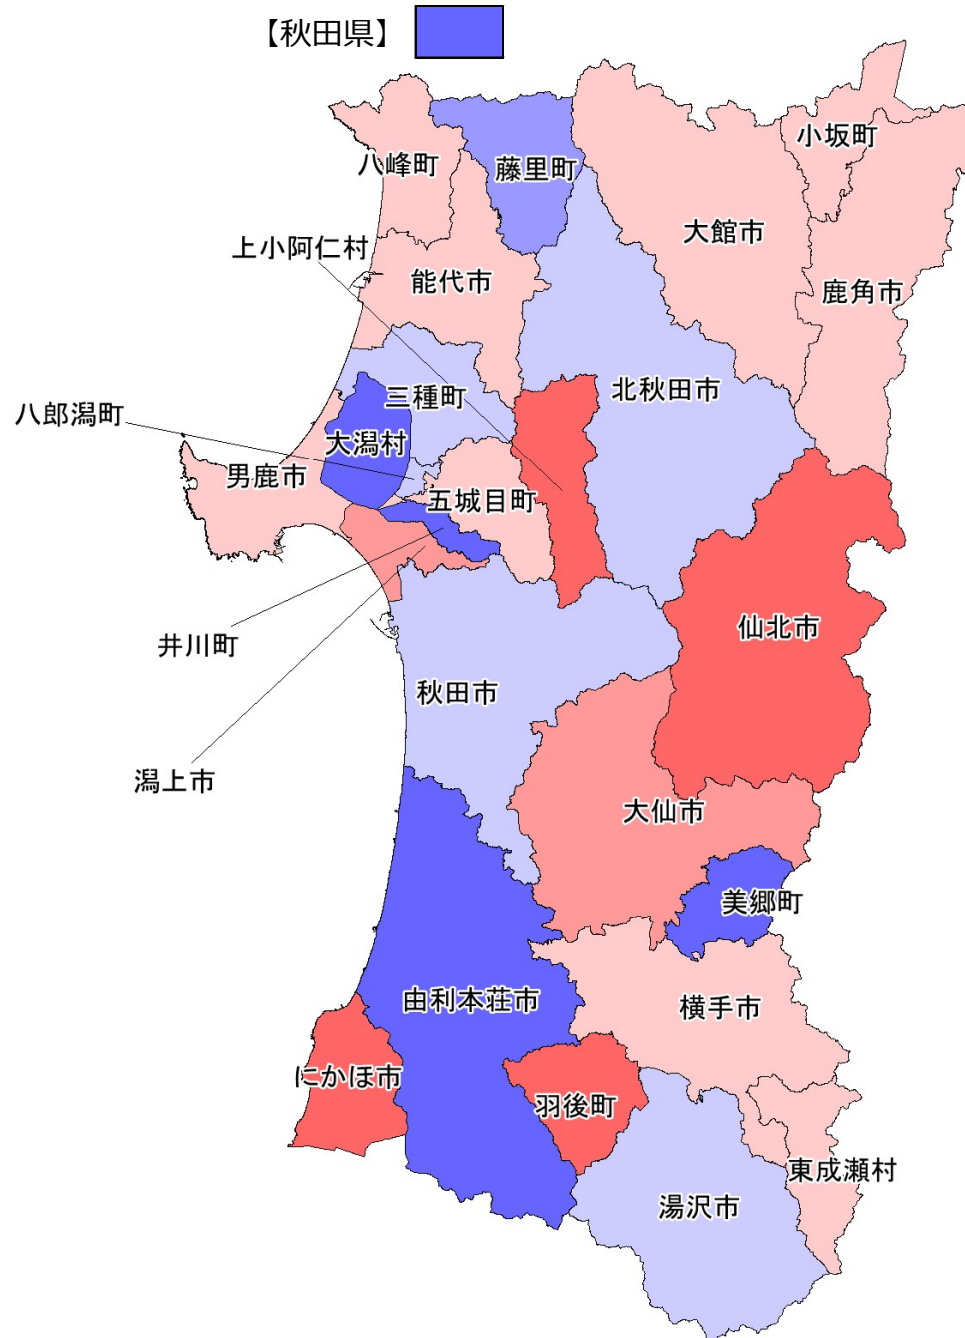 【秋田県】
小坂町
八峰町
藤里町
大館市
上小阿仁村
能代市
鹿角市
北秋田市
三種町
八郎潟町
大潟村
男鹿市
五城目町
仙北市
井川町
秋田市
潟上市
大仙市
美郷町
由利本荘市
横手市
にかほ市
羽後町
東成瀬村
湯沢市